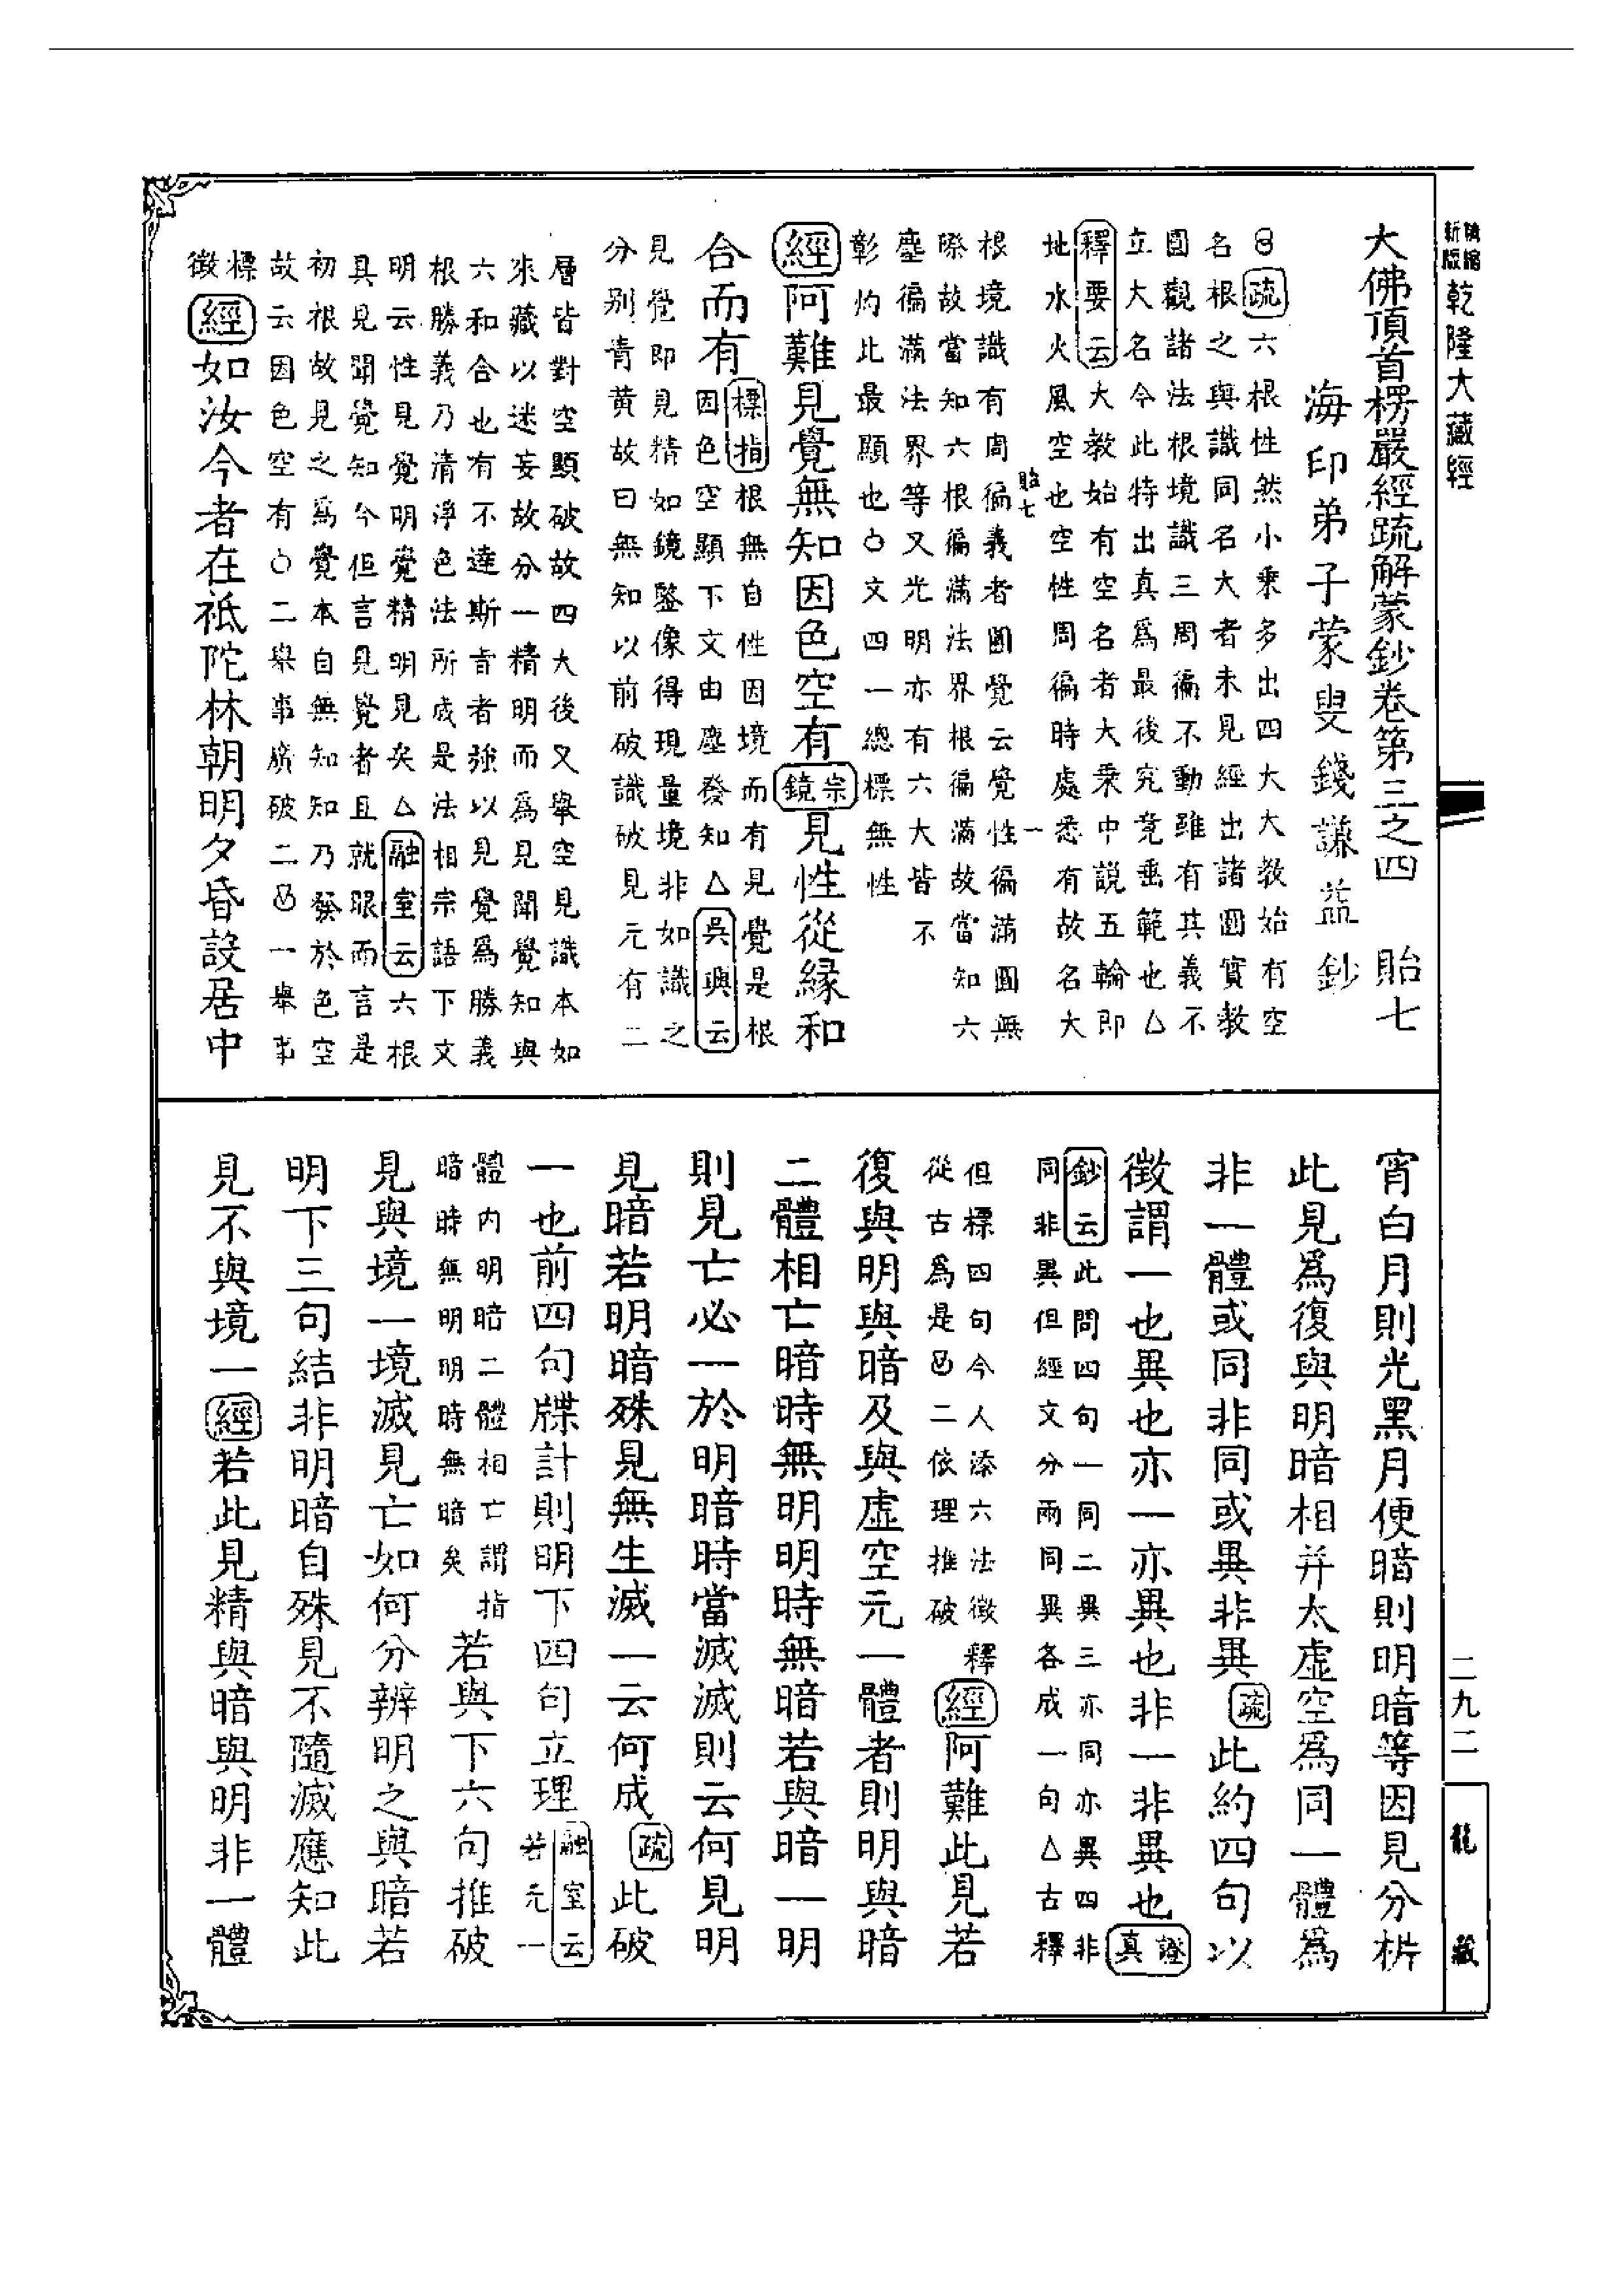 精縮新版乾隆大藏經
大佛頂首楞嚴經疏解蒙鈔卷第三之四 貽七
海印弟子蒙叟錢謙益鈔
疏六根性然小乘多出四大大教始有空
名根之與識同名大者未見經出諸圓實教
圓觀諸法根境識三周徧不動雖有其義不
立大名今此特出真為最後究竟垂範也△
釋要云大教始有空名者大乘中說五輪即
地水火風空也空性周徧時處悉有故名大
貽七 一
根境識有周徧義者圓覺云覺性徧滿圓無
際故當知六根徧滿法界根徧滿故當知六
塵徧滿法界等又光明亦有六大皆不
彰灼此最顯也○文四一總標無性
經阿難見覺無知因色空有宗鏡見性從緣和
合而有標指根無自性因境而有見覺是根
因色空顯下文由塵發知△吳興云
見覺即見精如鏡鑒像得現量境非如識之
分別青黃故曰無知以前破識破見元有二
層皆對空顯破故四大後又舉空見識本如
來藏以迷妄故分一精明而為見聞覺知與
六和合也有不達斯旨者強以見覺為勝義
根勝義乃清淨色法所成是法相宗語下文
明云性見覺明覺精明見矣△融室云六根
具見聞覺知今但言見覺者且就眼而言是
初根故見之為覺本自無知知乃發於色空
故云因色空有○二舉事廣破二一舉事
標徵經如汝今者在祇陀林朝明夕昏設居中
宵白月則光黑月便暗則明暗等因見分析
此見為復與明暗相并太虛空為同一體為
非一體或同非同或異非異疏此約四句以
徵謂一也異也亦一亦異也非一非異也證真
鈔云此問四句一同二異三亦同亦異四非
同非異但經文分兩同異各成一句△古釋
但標四句今人添六法徵釋
從古為是二依理推破經阿難此見若
復與明與暗及與虛空元一體者則明與暗
二體相亡暗時無明明時無暗若與暗一明
則見亡必一於明暗時當滅滅則云何見明
見暗若明暗殊見無生滅一云何成疏此破
一也前四句牒計則明下四句立理融室云若元一
體內明暗二體相亡謂指
暗時無明明時無暗矣若與下六句推破
見與境一境滅見亡如何分辨明之與暗若
明下三句結非明暗自殊見不隨滅應知此
見不與境一經若此見精與暗與明非一體
二九二
龍藏